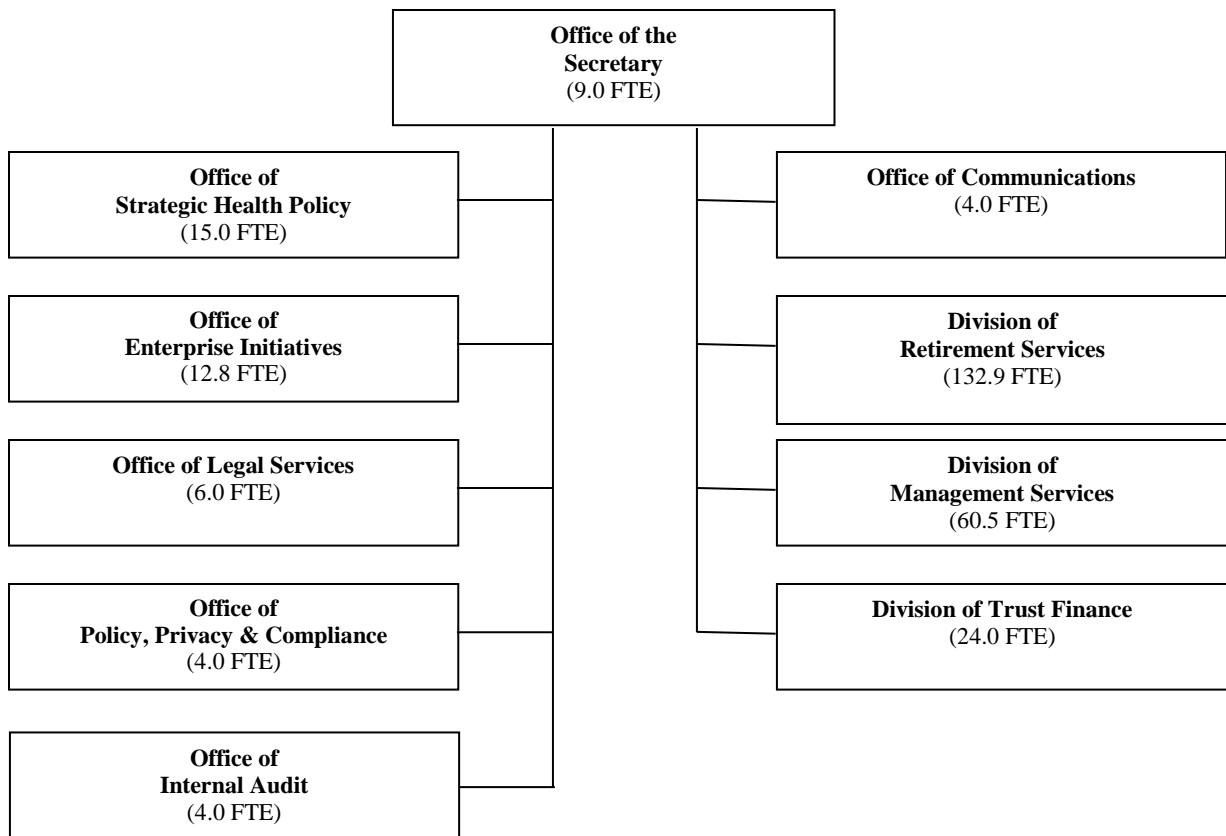 Office of the
Secretary
(9.0 FTE)
Office of
Strategic Health Policy
(15.0 FTE)
Office of
Enterprise Initiatives
(12.8 FTE)
Office of Legal Services
(6.0 FTE)
Office of
Policy, Privacy & Compliance
(4.0 FTE)
Office of
Internal Audit
(4.0 FTE)
Office of Communications
(4.0 FTE)
Division of
Retirement Services
(132.9 FTE)
Division of
Management Services
(60.5 FTE)
Division of Trust Finance
(24.0 FTE)